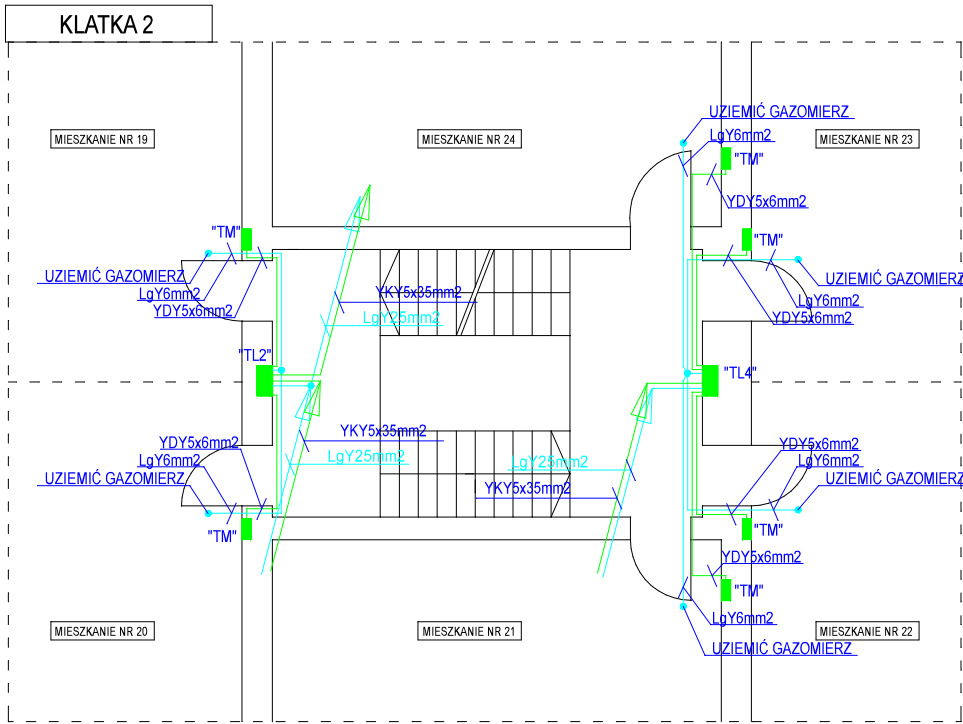 KLATKA 2
MIESZKANIE NR 19
MIESZKANIE NR 24
UZIEMIĆ GAZOMIERZ
MIESZKANIE NR 23
LgY6mm2
"TM"
YDY5x6mm2
"TM"
"TM"
UZIEMIĆ GAZOMIERZ
LgY6mm2
YDY5x6mm2
UZIEMIĆ GAZOMIERZ
LgY6mm2
YDY5x6mm2
YKY5x35mm2
LgY25mm2
"TL2"
"TL4"
YKY5x35mm2
LgY25mm2
LgY25mm2
YKY5x35mm2
YDY5x6mm2
LgY6mm2
UZIEMIĆ GAZOMIERZ
"TM"
YDY5x6mm2
LgY6mm2
UZIEMIĆ GAZOMIERZ
"TM"
YDY5x6mm2
"TM"
LgY6mm2
UZIEMIĆ GAZOMIERZ
MIESZKANIE NR 20
MIESZKANIE NR 21
MIESZKANIE NR 22